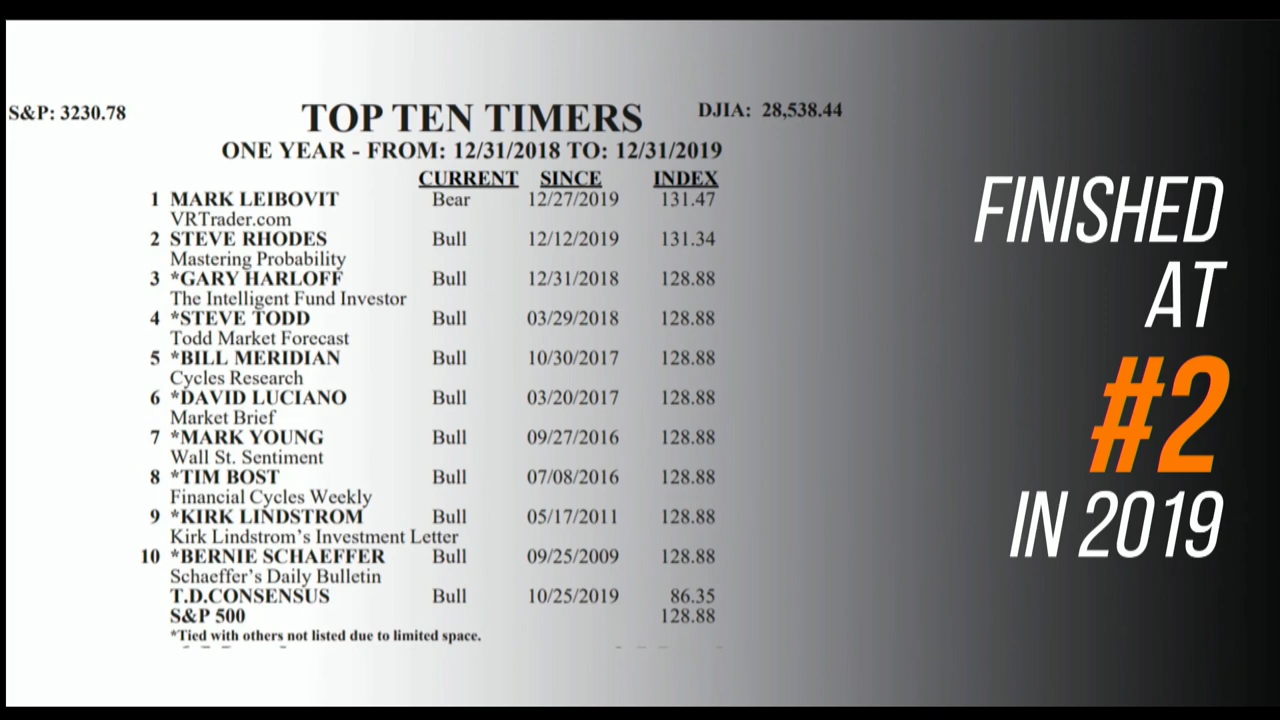 S&P: 3230.78
TOP TEN TIMERS
DJIA: 28,538.44
ONE YEAR - FROM: 12/31/2018 TO: 12/31/2019
CURRENT SINCE INDEX
1 MARK LEIBOVIT Bear 12/27/2019 131.47
VRTrader.com
2 STEVE RHODES Bull 12/12/2019 131.34
Mastering Probability
3 *GARY HARLOFF Bull 12/31/2018 128.88
The Intelligent Fund Investor
4 *STEVE TODD Bull 03/29/2018 128.88
Todd Market Forecast
5 *BILL MERIDIAN Bull 10/30/2017 128.88
Cycles Research
6 *DAVID LUCIANO Bull 03/20/2017 128.88
Market Brief
7 *MARK YOUNG Bull 09/27/2016 128.88
Wall St. Sentiment
8 *TIM BOST Bull 07/08/2016 128.88
Financial Cycles Weekly
9 *KIRK LINDSTROM Bull 05/17/2011 128.88
Kirk Lindstrom's Investment Letter
10 *BERNIE SCHAEFFER Bull 09/25/2009 128.88
Schaeffer's Daily Bulletin
T.D.CONSENSUS Bull 10/25/2019 86.35
S&P 500 128.88
*Tied with others not listed due to limited space.
FINISHED
AT
#2
IN 2019